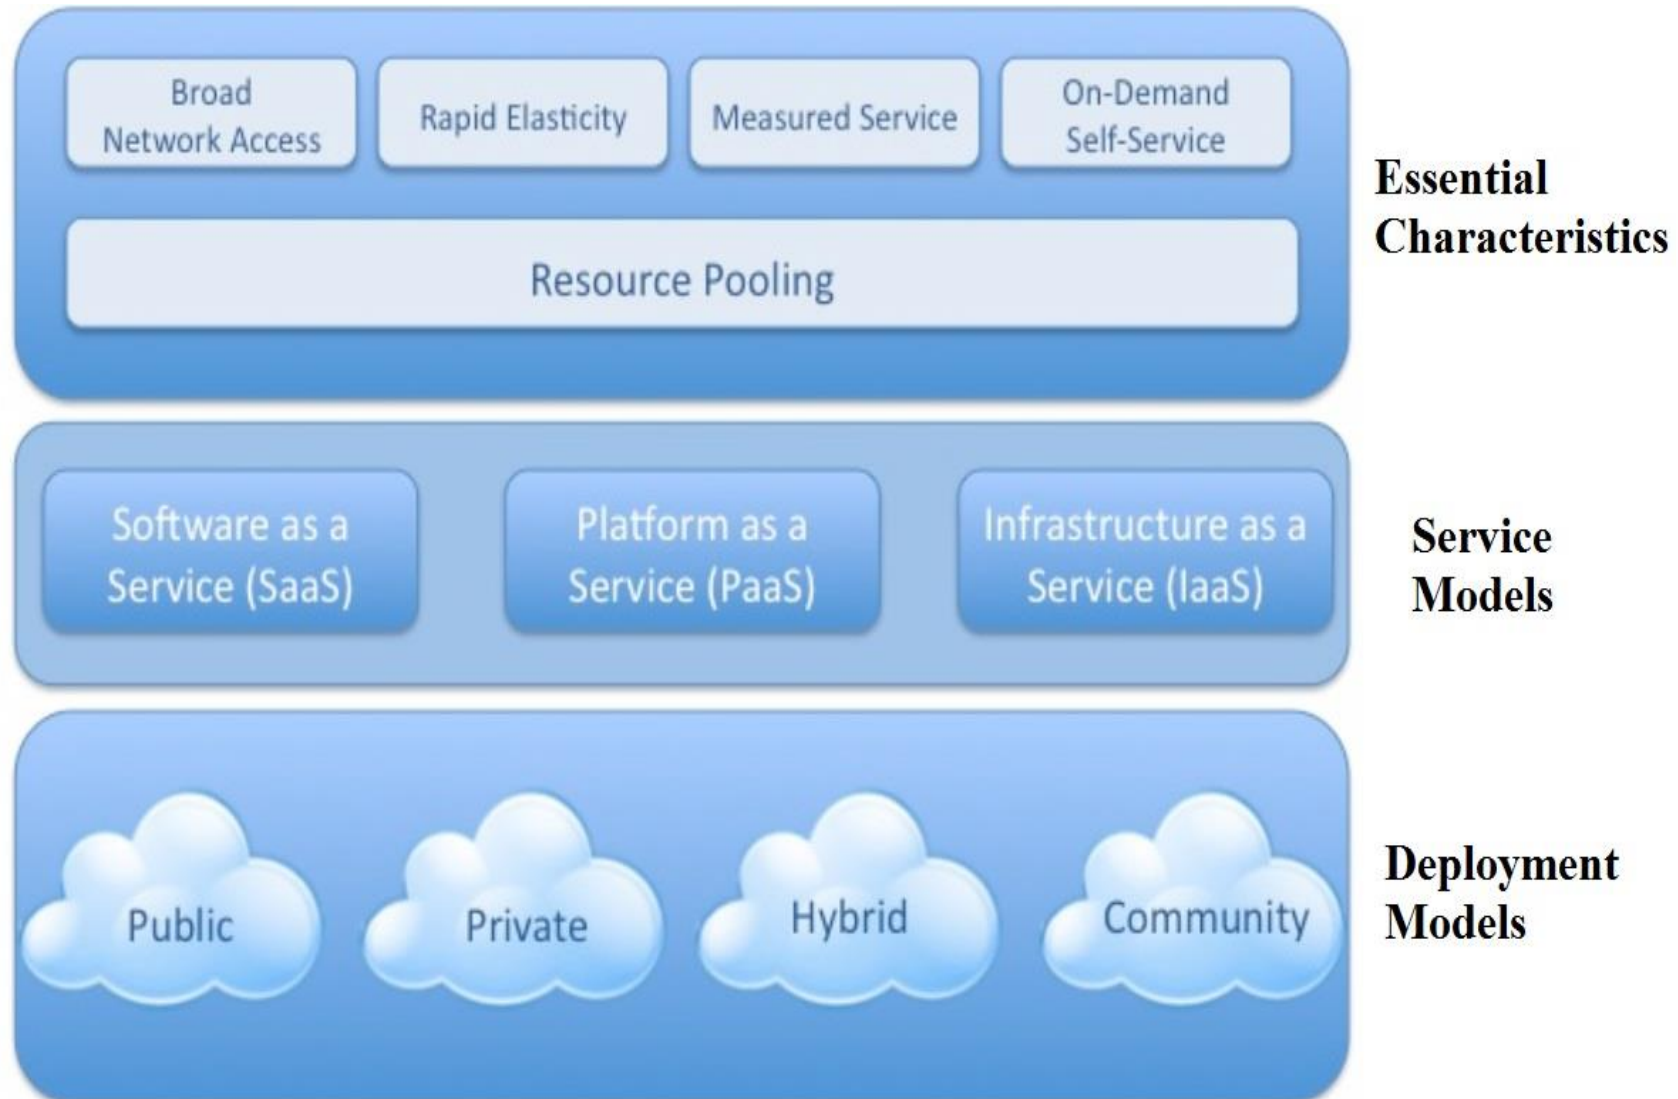 Broad
Network Access
Rapid Elasticity
Measured Service
On-Demand
Self-Service
Resource Pooling
Essential
Characteristics
Software as a
Service (SaaS)
Platform as a
Service (PaaS)
Infrastructure as a
Service (IaaS)
Service
Models
Public
Private
Hybrid
Community
Deployment
Models